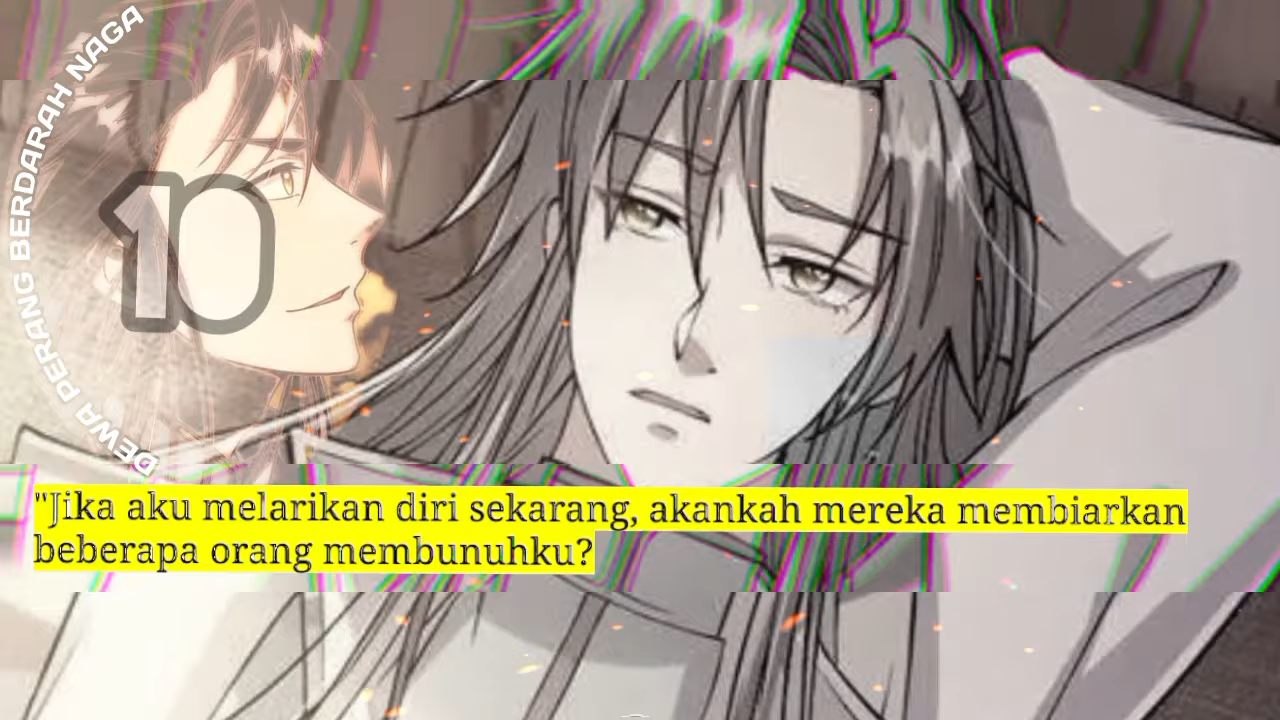 DEWA PERANG BERDARAH NAGA
10
"Jika aku melarikan diri sekarang, akankah mereka membiarkan
beberapa orang membunuhku?